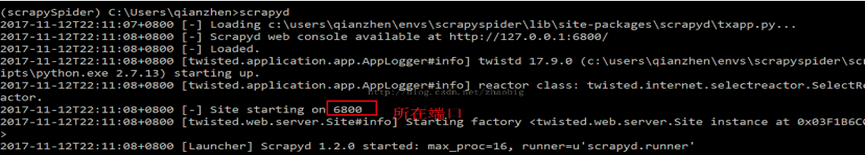 (scrapySpider) C:\Users\qianzhen>scrapyd
2017-11-12T22:11:07+0800 [-] Loading c:\users\qianzhen\envs\scrapyspider\lib\site-packages\scrapyd\txapp.py...
2017-11-12T22:11:08+0800 [-] Scrapyd web console available at http://127.0.0.1:6800/
2017-11-12T22:11:08+0800 [-] Loaded.
2017-11-12T22:11:08+0800 [twisted.application.app.AppLogger#info] twistd 17.9.0 (c:\users\qianzhen\envs\scrapyspider\scr
ipts\python.exe 2.7.13) starting up.
2017-11-12T22:11:08+0800 [twisted.application.app.AppLogger#info] reactor class: twisted.internet.selectreactor.SelectRe
actor.
http://blog.csdn.net/zhaobig
2017-11-12T22:11:08+0800 [-] Site starting on 6800 所在端口
2017-11-12T22:11:08+0800 [twisted.web.server.Site#info] Starting factory <twisted.web.server.Site instance at 0x03F1B6C0
>
2017-11-12T22:11:08+0800 [Launcher] Scrapyd 1.2.0 started: max_proc=16, runner=u'scrapyd.runner'